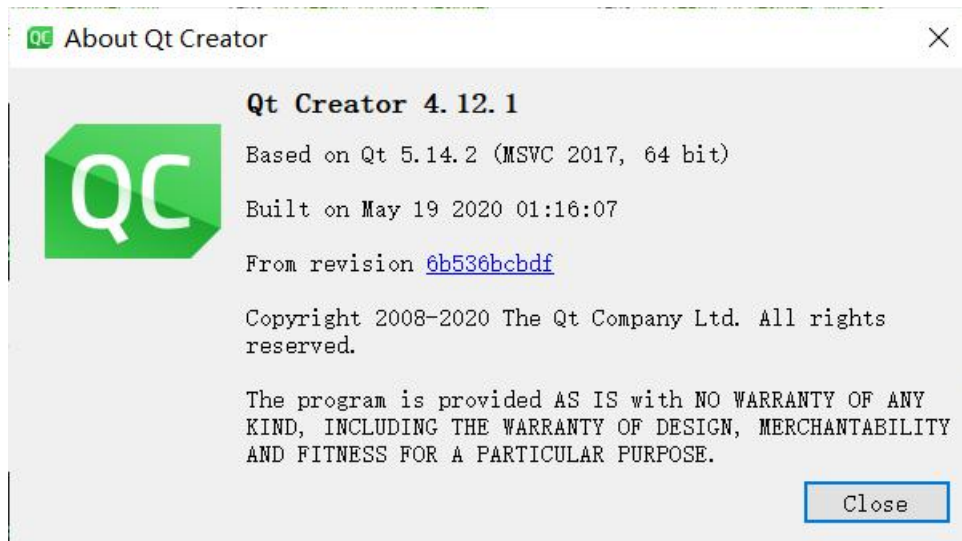 About Qt Creator
Qt Creator 4.12.1
QC
Based on Qt 5.14.2 (MSVC 2017, 64 bit)
Built on May 19 2020 01:16:07
From revision 6b536bcbdf
Copyright 2008-2020 The Qt Company Ltd. All rights
reserved.
The program is provided AS IS with NO WARRANTY OF ANY
KIND, INCLUDING THE WARRANTY OF DESIGN, MERCHANTABILITY
AND FITNESS FOR A PARTICULAR PURPOSE.
Close